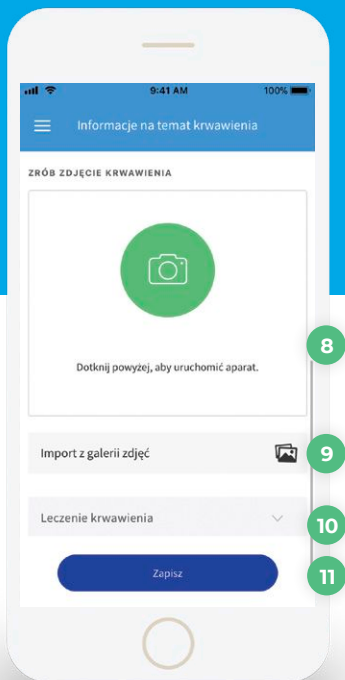 9:41 AM
100%
Informacje na temat krwawienia
ZRÓB ZDJĘCIE KRWAWIENIA
Dotknij powyżej, aby uruchomić aparat.
8
Import z galerii zdjęć
9
Leczenie krwawienia
10
Zapisz
11